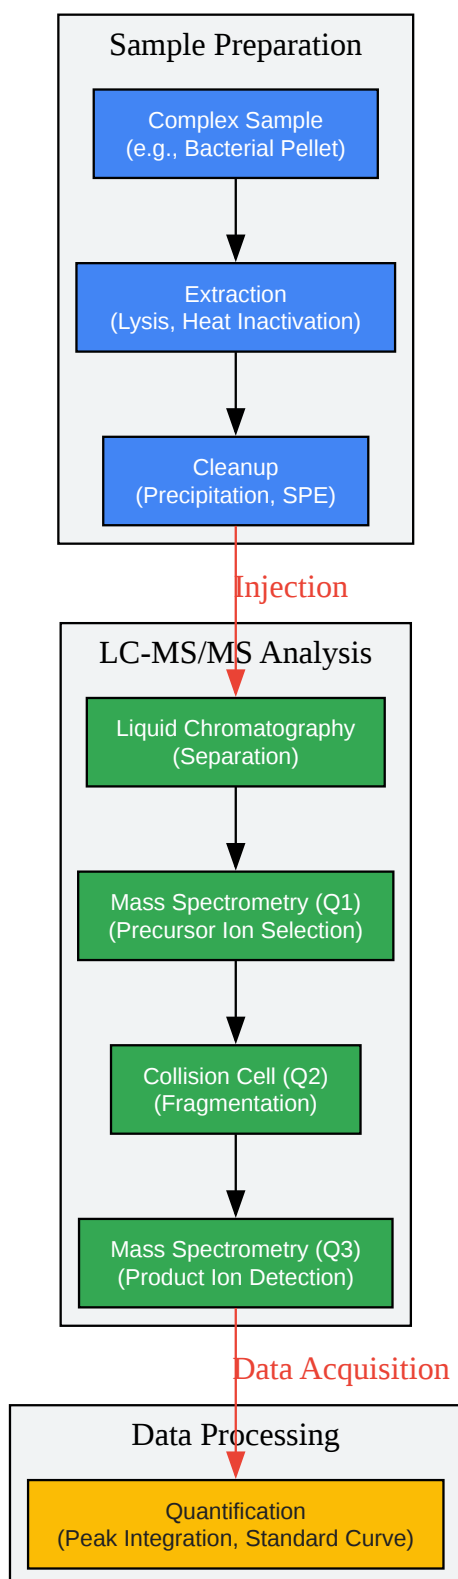 Sample Preparation
Complex Sample
(e.g., Bacterial Pellet)
Extraction
(Lysis, Heat Inactivation)
Cleanup
(Precipitation, SPE)
Injection
LC-MS/MS Analysis
Liquid Chromatography
(Separation)
Mass Spectrometry (Q1)
(Precursor Ion Selection)
Collision Cell (Q2)
(Fragmentation)
Mass Spectrometry (Q3)
(Product Ion Detection)
Data Acquisition
Data Processing
Quantification
(Peak Integration, Standard Curve)